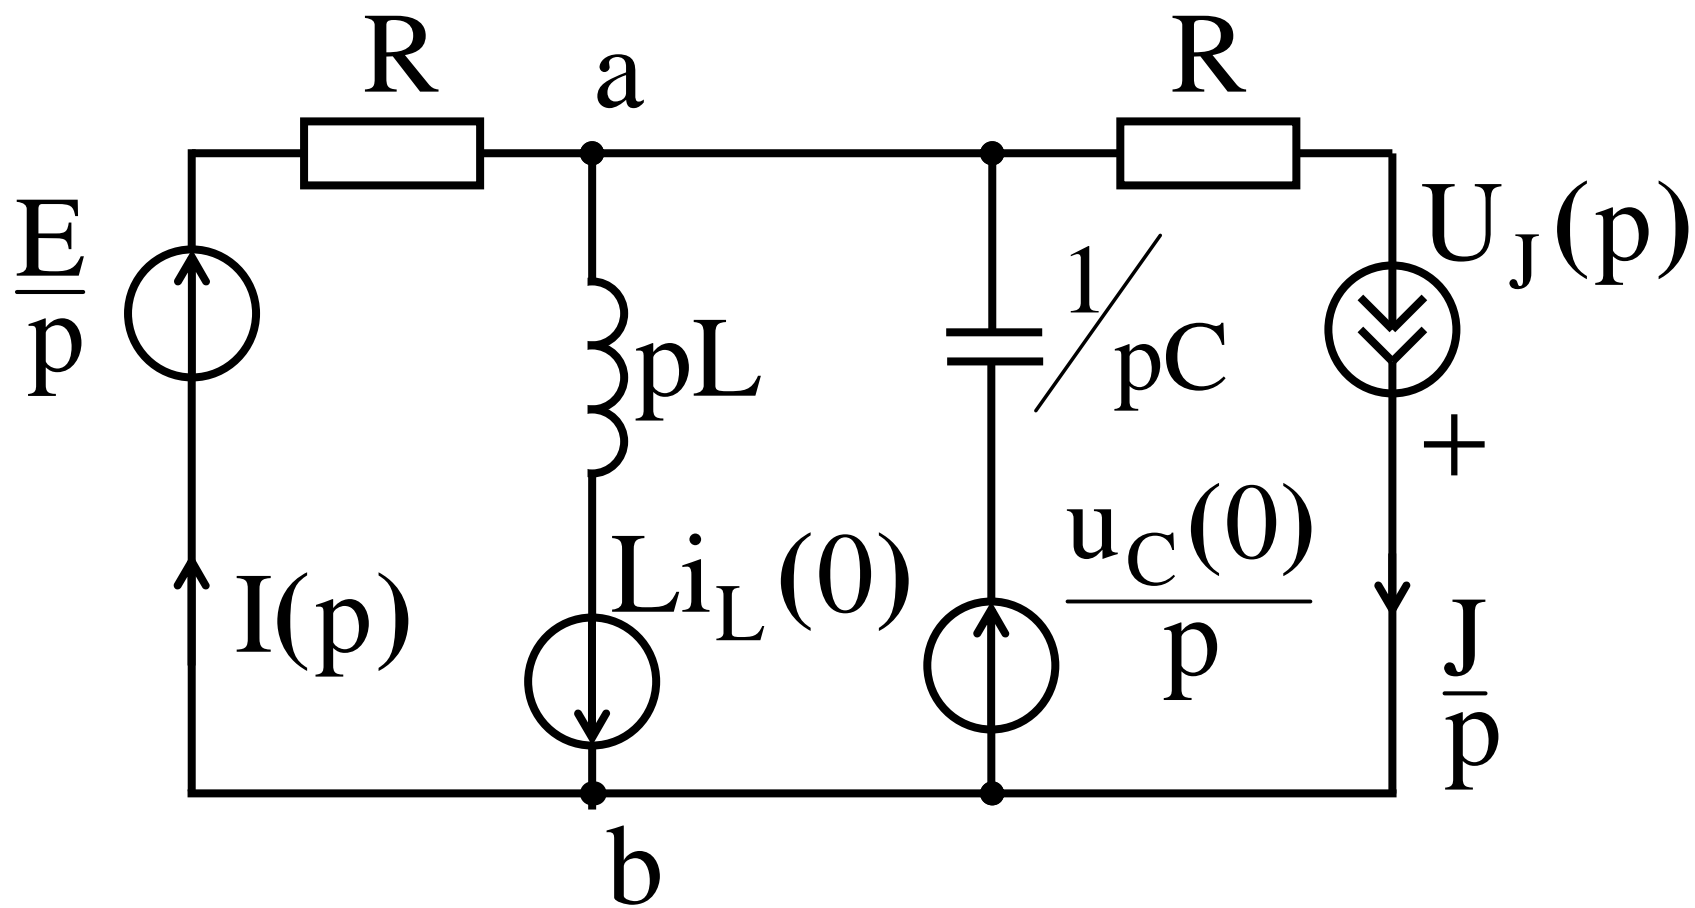 R
a
R
E
p
U_J(p)
1/pC
pL
+
u_C(0)
p
Li_L(0)
I(p)
J
p
b